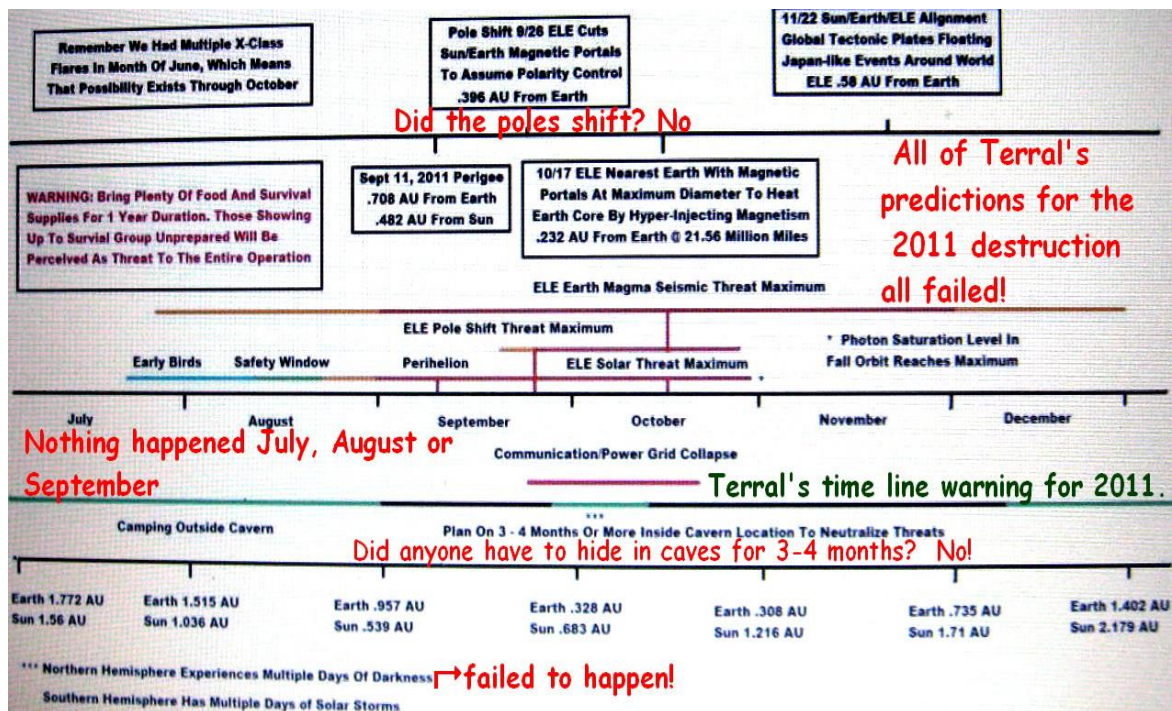 Remember We Had Multiple X-Class
Flares In Month Of June, Which Means
That Possibility Exists Through October
Pole Shift 9/26 ELE Cuts
Sun/Earth Magnetic Portals
To Assume Polarity Control
.396 AU From Earth
11/22 Sun/Earth/ELE Alignment
Global Tectonic Plates Floating
Japan-like Events Around World
ELE .58 AU From Earth
Did the poles shift? No
WARNING: Bring Plenty Of Food And Survival
Supplies For 1 Year Duration. Those Showing
Up To Survial Group Unprepared Will Be
Perceived As Threat To The Entire Operation
Sept 11, 2011 Perigee
.708 AU From Earth
.482 AU From Sun
10/17 ELE Nearest Earth With Magnetic
Portals At Maximum Diameter To Heat
Earth Core By Hyper-Injecting Magnetism
.232 AU From Earth @ 21.56 Million Miles
All of Terral's
predictions for the
2011 destruction
all failed!
ELE Earth Magma Seismic Threat Maximum
ELE Pole Shift Threat Maximum
* Photon Saturation Level In
Fall Orbit Reaches Maximum
Early Birds Safety Window Perihelion ELE Solar Threat Maximum
*
July August September October November December
Nothing happened July, August or
September
Communication/Power Grid Collapse
Terral's time line warning for 2011.
Camping Outside Cavern
***
Plan On 3 - 4 Months Or More Inside Cavern Location To Neutralize Threats
Did anyone have to hide in caves for 3-4 months? No!
Earth 1.772 AU Earth 1.515 AU Earth .957 AU Earth .328 AU Earth .308 AU Earth .735 AU Earth 1.402 AU
Sun 1.56 AU Sun 1.036 AU Sun .539 AU Sun .683 AU Sun 1.216 AU Sun 1.71 AU Sun 2.179 AU
*** Northern Hemisphere Experiences Multiple Days Of Darkness failed to happen!
Southern Hemisphere Has Multiple Days of Solar Storms